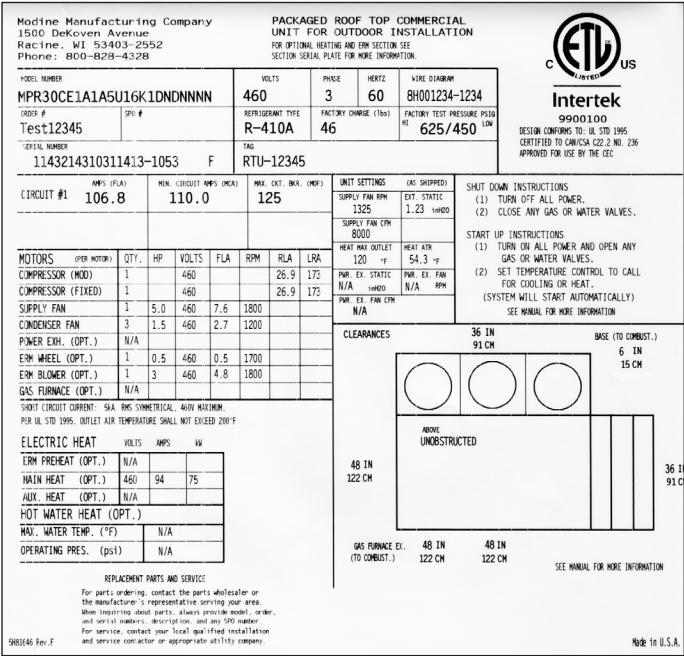 Modine Manufacturing Company
1500 DeKoven Avenue
Racine, WI 53403-2552
Phone: 800-828-4328
PACKAGED ROOF TOP COMMERCIAL
UNIT FOR OUTDOOR INSTALLATION
FOR OPTIONAL HEATING AND ERM SECTION SEE
SECTION SERIAL PLATE FOR MORE INFORMATION.
C ETL US
LISTED
Intertek
9900100
DESIGN CONFORMS TO: UL STD 1995
CERTIFIED TO CAN/CSA C22.2 NO. 236
APPROVED FOR USE BY THE CEC
MODEL NUMBER VOLTS PHASE HERTZ WIRE DIAGRAM
MPR30CE1A1A5U16K1DNDNNNN 460 3 60 8H001234-1234
ORDER # SPO # REFRIGERANT TYPE FACTORY CHARGE (lbs) FACTORY TEST PRESSURE PSIG
Test12345 R-410A 46 HI 625/450 LOW
SERIAL NUMBER TAG
1143214310311413-1053 F RTU-12345
CIRCUIT #1 AMPS (FLA) MIN. CIRCUIT AMPS (MCA) MAX. CKT. BKR. (MOP)
106.8 110.0 125
UNIT SETTINGS (AS SHIPPED)
SUPPLY FAN RPM EXT. STATIC
1325 1.23 inH2O
SUPPLY FAN CFM
8000
HEAT MAX OUTLET HEAT ATR
120 °F 54.3 °F
PWR. EX. STATIC PWR. EX. FAN
N/A inH2O N/A RPM
PWR. EX. FAN CFM
N/A
SHUT DOWN INSTRUCTIONS
(1) TURN OFF ALL POWER.
(2) CLOSE ANY GAS OR WATER VALVES.
START UP INSTRUCTIONS
(1) TURN ON ALL POWER AND OPEN ANY
GAS OR WATER VALVES.
(2) SET TEMPERATURE CONTROL TO CALL
FOR COOLING OR HEAT.
(SYSTEM WILL START AUTOMATICALLY)
SEE MANUAL FOR MORE INFORMATION
MOTORS (PER MOTOR) QTY. HP VOLTS FLA RPM RLA LRA
COMPRESSOR (MOD) 1 460 26.9 173
COMPRESSOR (FIXED) 1 460 26.9 173
SUPPLY FAN 1 5.0 460 7.6 1800
CONDENSER FAN 3 1.5 460 2.7 1200
POWER EXH. (OPT.) N/A
ERM WHEEL (OPT.) 1 0.5 460 0.5 1700
ERM BLOWER (OPT.) 1 3 460 4.8 1800
GAS FURNACE (OPT.) N/A
SHORT CIRCUIT CURRENT: 5kA RMS SYMMETRICAL, 460V MAXIMUM.
PER UL STD 1995, OUTLET AIR TEMPERATURE SHALL NOT EXCEED 200°F
ELECTRIC HEAT VOLTS AMPS kW
ERM PREHEAT (OPT.) N/A
MAIN HEAT (OPT.) 460 94 75
AUX. HEAT (OPT.) N/A
HOT WATER HEAT (OPT.)
MAX. WATER TEMP. (°F) N/A
OPERATING PRES. (psi) N/A
CLEARANCES
36 IN
91 CM
BASE (TO COMBUST.)
6 IN
15 CM
ABOVE
UNOBSTRUCTED
48 IN
122 CM
36 I
91 C
GAS FURNACE EX.
(TO COMBUST.)
48 IN
122 CM
48 IN
122 CM
SEE MANUAL FOR MORE INFORMATION
REPLACEMENT PARTS AND SERVICE
For parts ordering, contact the parts wholesaler or
the manufacturer's representative serving your area.
When inquiring about parts, always provide model, order,
and serial numbers, description, and any SPO number.
For service, contact your local qualified installation
and service contactor or appropriate utility company.
5H81646 Rev.F
Made in U.S.A.